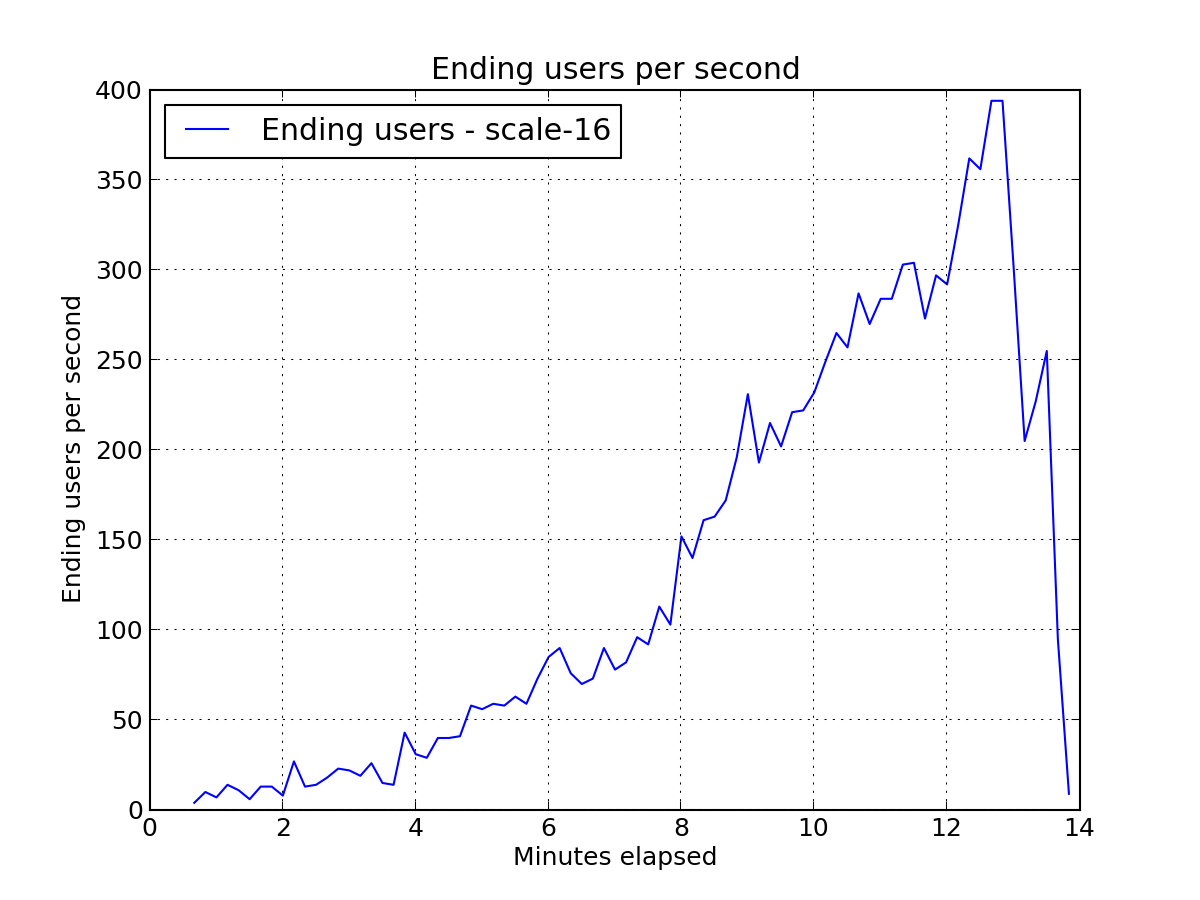 Ending users per second
Ending users - scale-16
400
350
300
250
200
150
100
50
0
Ending users per second
0 2 4 6 8 10 12 14
Minutes elapsed